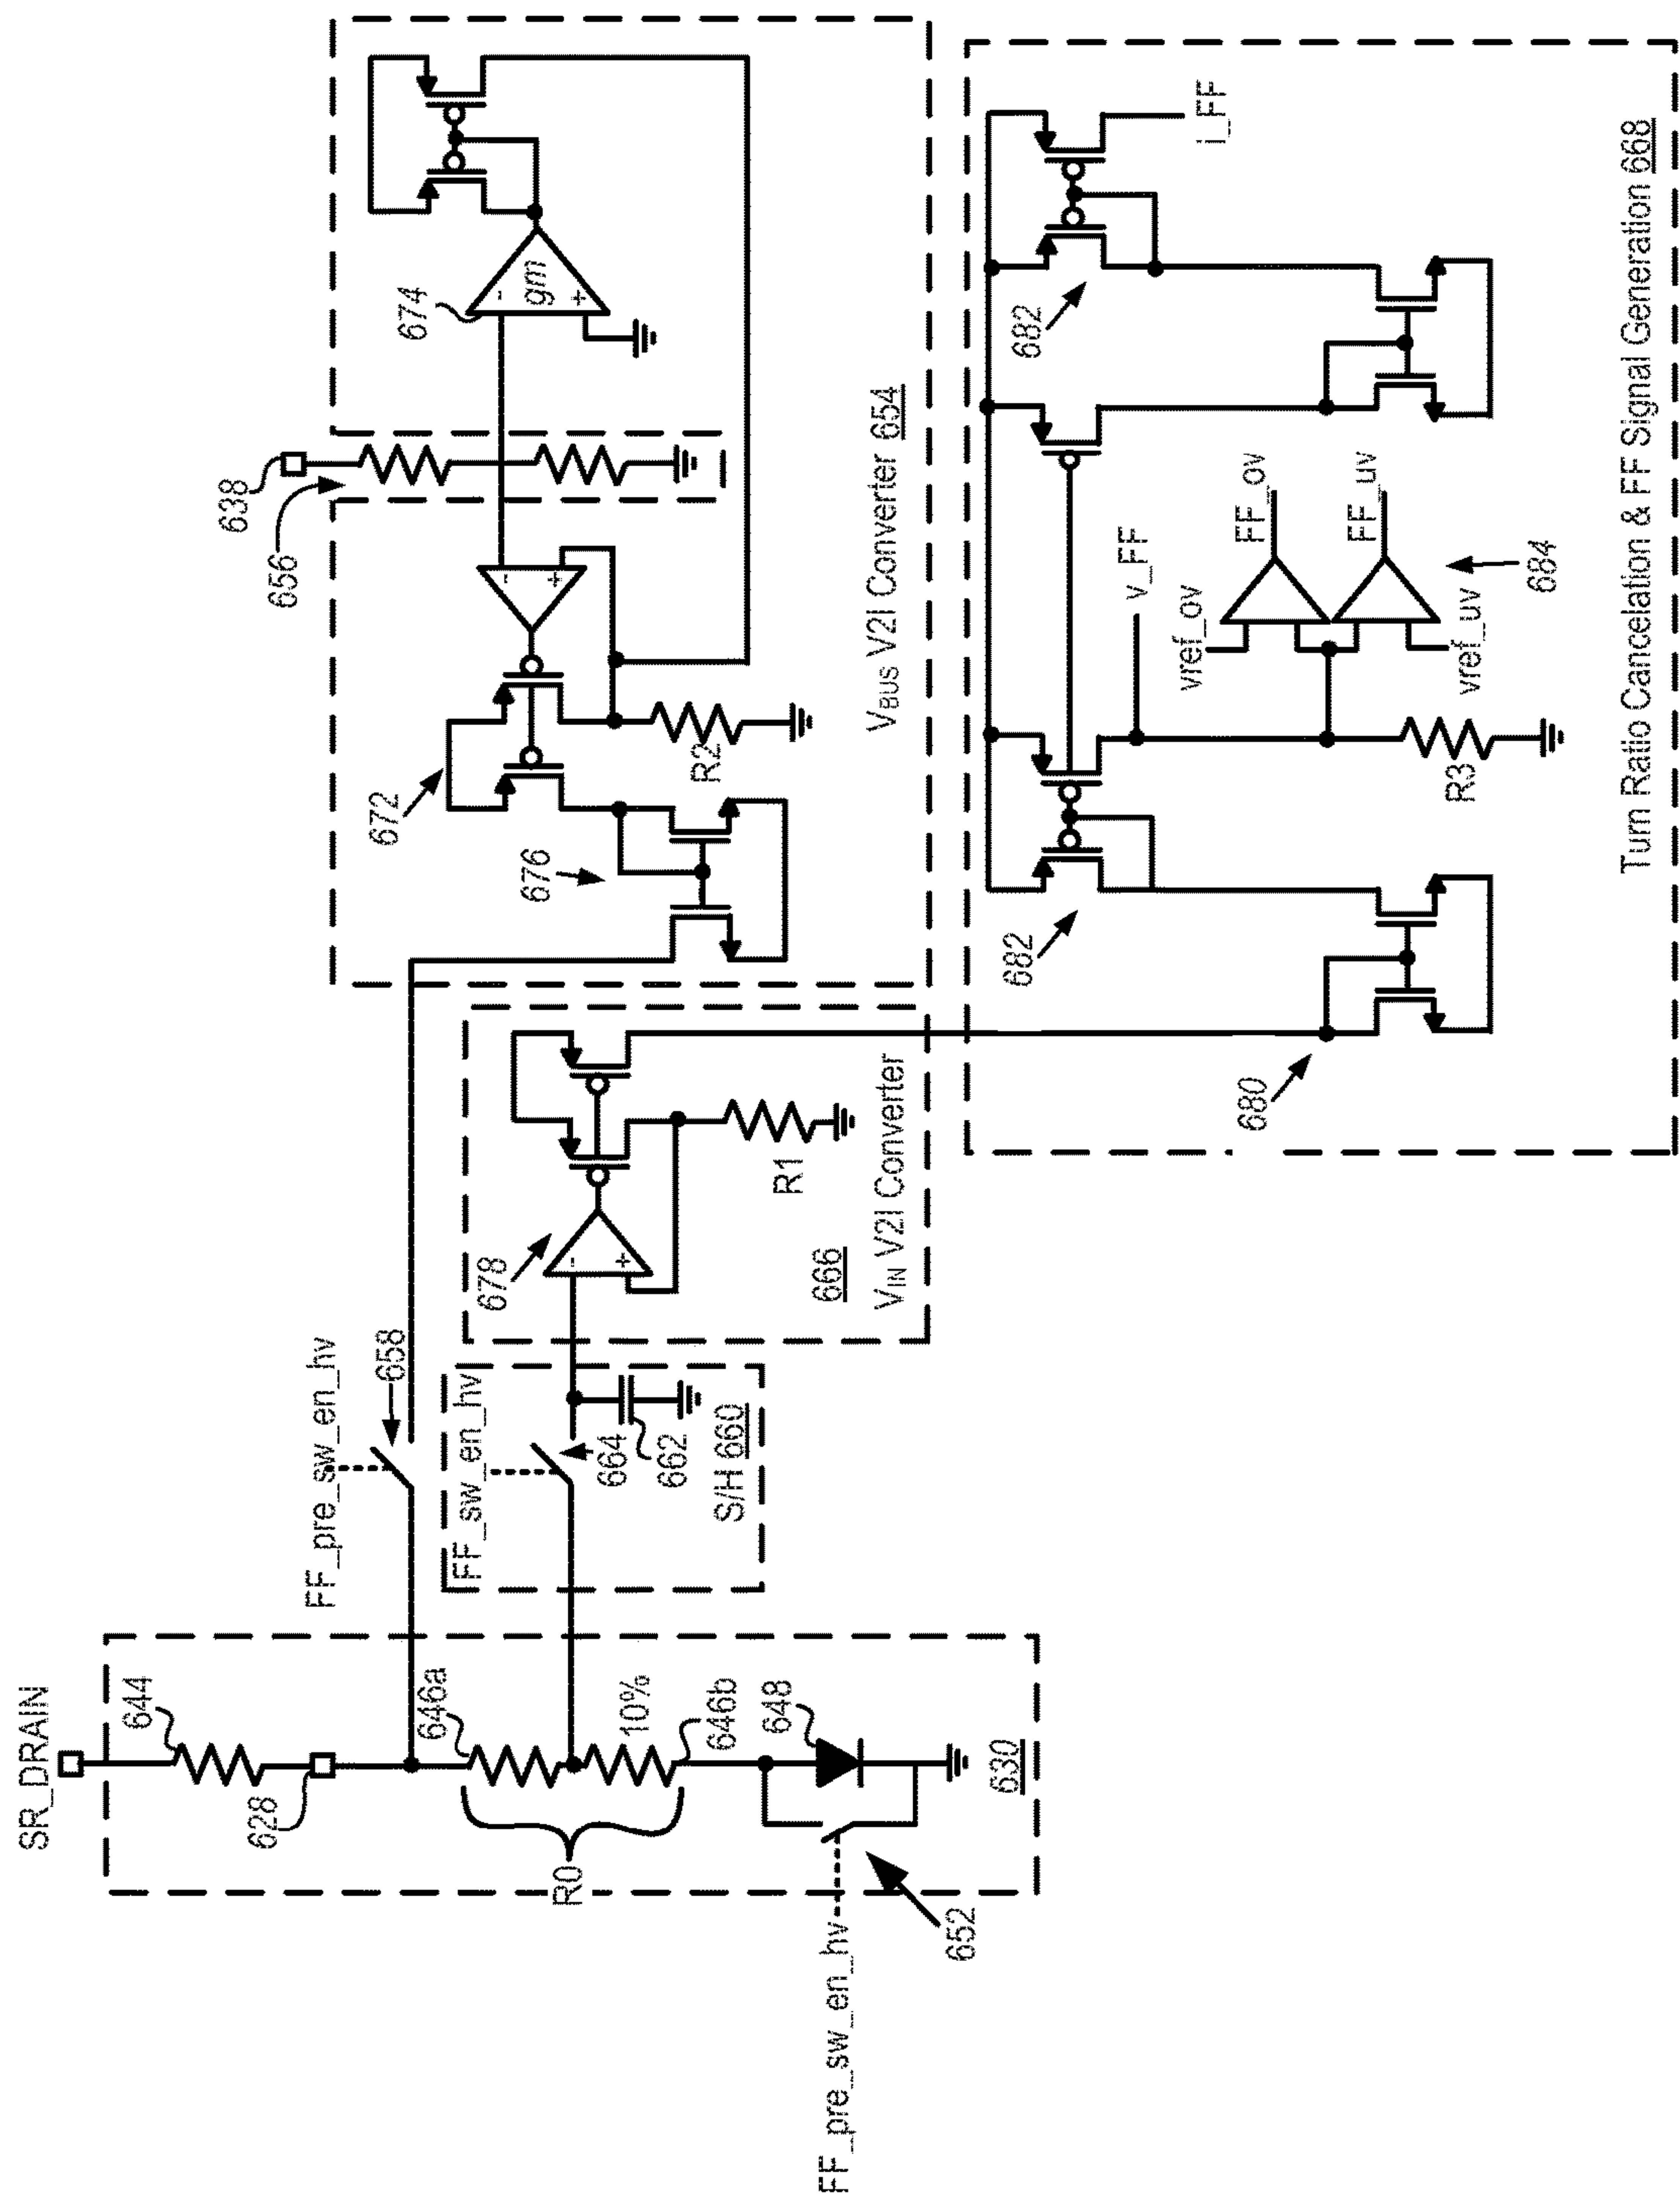 SR_DRAIN
644
628
646a
R0
10%
646b
648
630
652
FF_pre_sw_en_hv
FF_pre_sw_en_hv
658
FF_sw_en_hv
664
662
S/H 660
678
-
+
R1
666
VIN V2I Converter
638
656
672
676
-
+
R2
674
-
gm
+
VBUS V2I Converter 654
680
682
682
v_FF
i_FF
vref_ov
FF_ov
FF_uv
vref_uv
684
R3
Turn Ratio Cancelation & FF Signal Generation 668